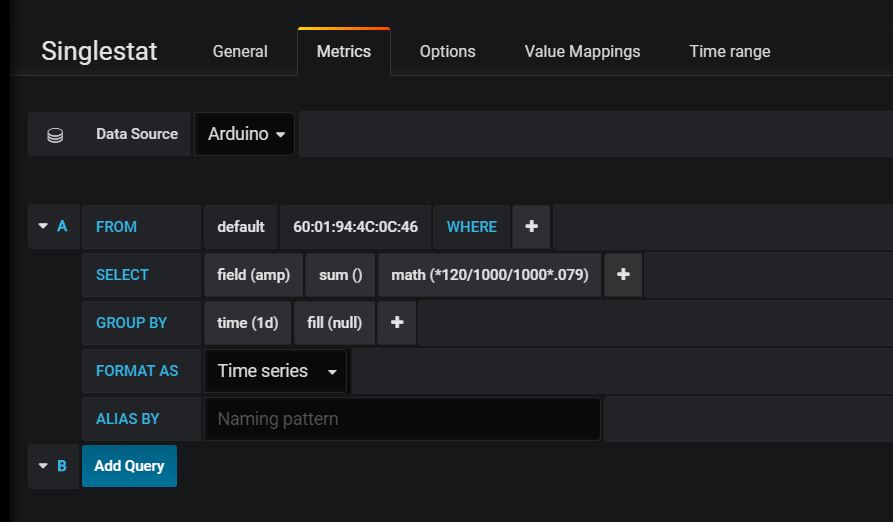 Singlestat General Metrics Options Value Mappings Time range
Data Source Arduino
A FROM default 60:01:94:4C:0C:46 WHERE +
SELECT field (amp) sum () math (*120/1000/1000*.079) +
GROUP BY time (1d) fill (null) +
FORMAT AS Time series
ALIAS BY Naming pattern
B Add Query